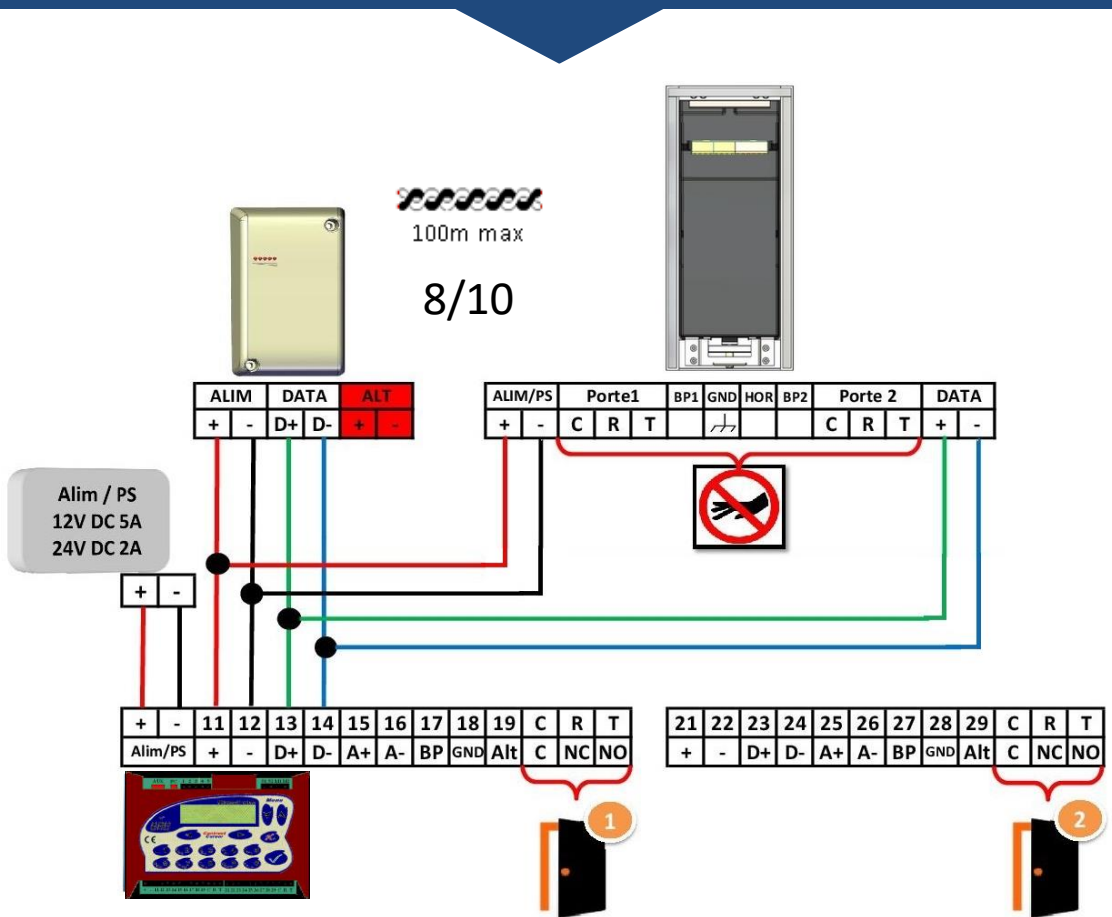 100m max
8/10
ALIM DATA ALT
+ - D+ D- + -
ALIM/PS Porte1 BP1 GND HOR BP2 Porte 2 DATA
+ - C R T C R T + -
Alim / PS
12V DC 5A
24V DC 2A
+ -
+ - 11 12 13 14 15 16 17 18 19 C R T
Alim/PS + - D+ D- A+ A- BP GND Alt C NC NO
21 22 23 24 25 26 27 28 29 C R T
+ - D+ D- A+ A- BP GND Alt C NC NO
Menu
CE
1
2